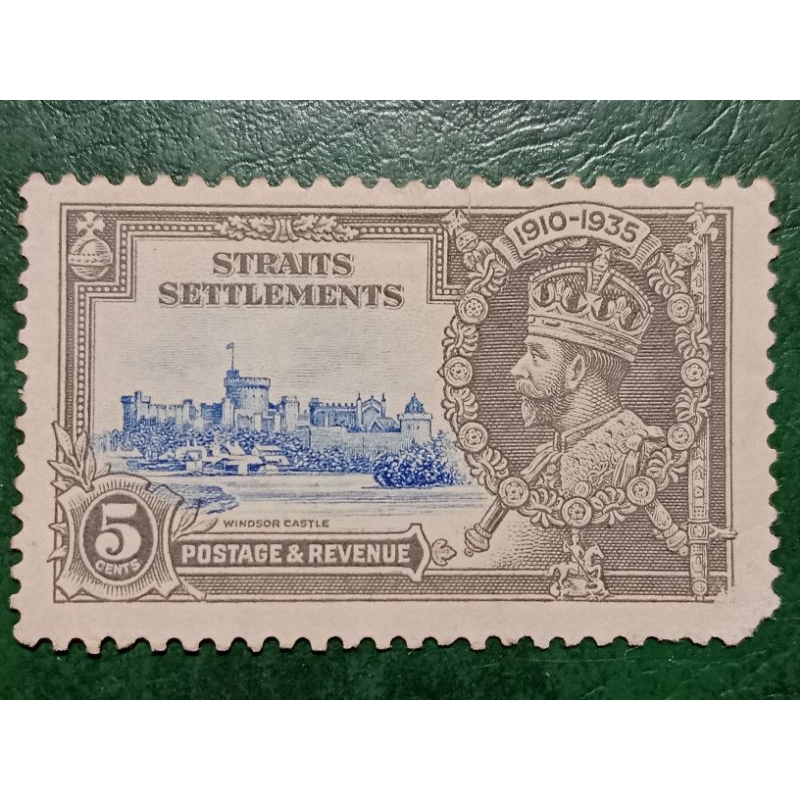 1910-1935
STRAITS
SETTLEMENTS
WINDSOR CASTLE
5
CENTS
POSTAGE & REVENUE